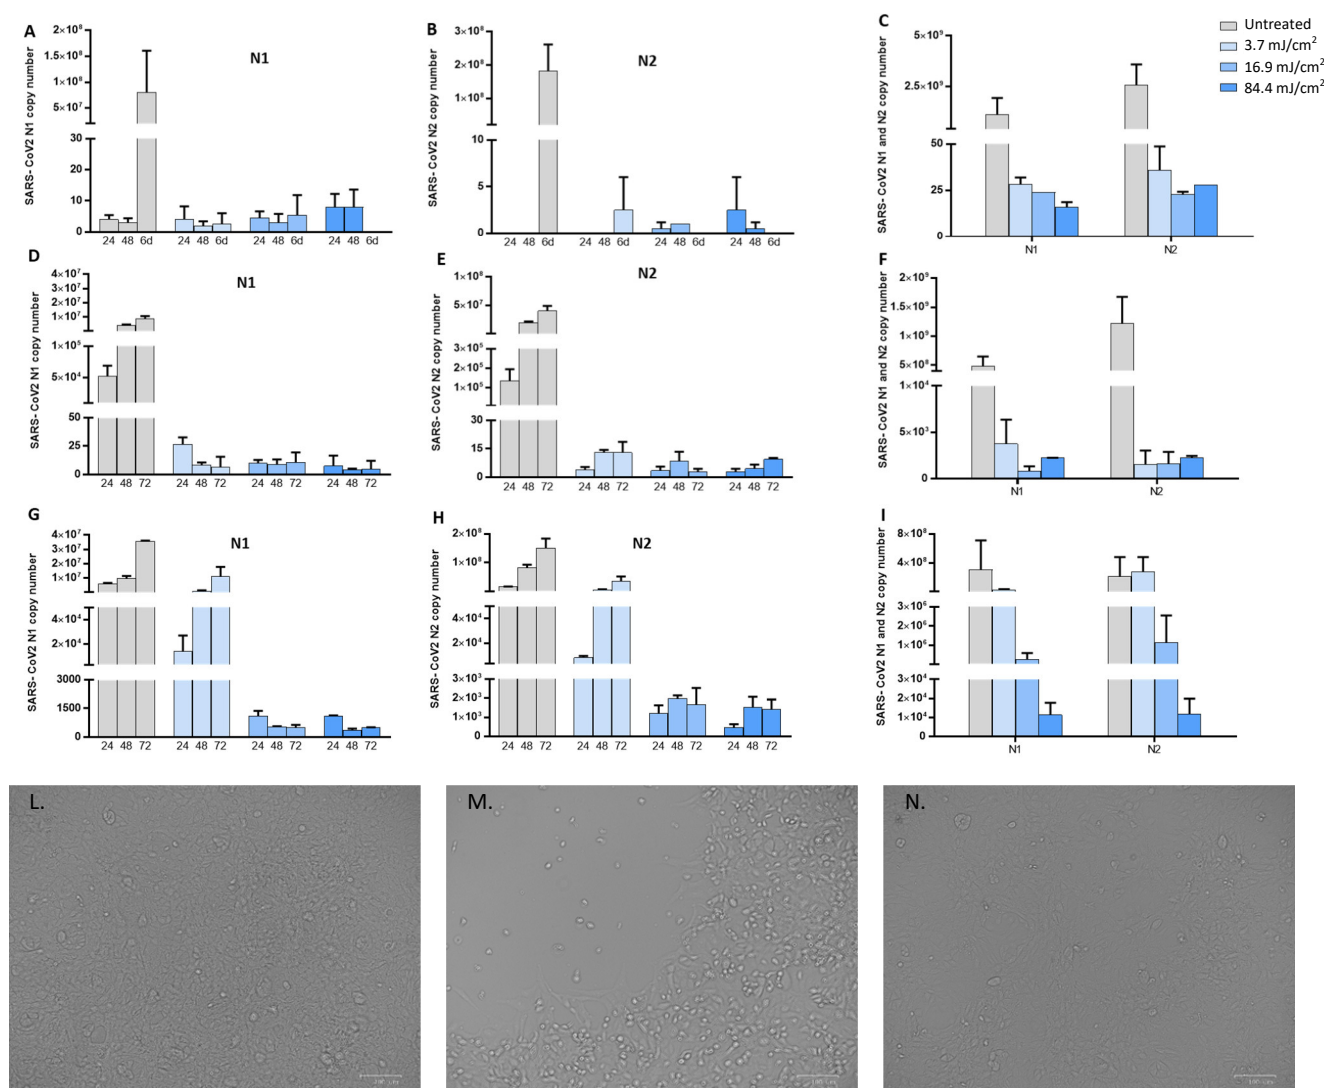 A
SARS- CoV2 N1 copy number
N1
2×10⁸
1×10⁸
1×10⁸
5×10⁷
30
20
10
0
24 48 6d 24 48 6d 24 48 6d 24 48 6d
B
SARS- CoV2 N2 copy number
N2
3×10⁸
2×10⁸
1×10⁸
10
5
0
24 48 6d 24 48 6d 24 48 6d 24 48 6d
C
SARS- CoV2 N1 and N2 copy number
5×10⁹
2.5×10⁹
50
25
0
N1 N2
Untreated
3.7 mJ/cm²
16.9 mJ/cm²
84.4 mJ/cm²
D
SARS- CoV2 N1 copy number
N1
4×10⁷
3×10⁷
2×10⁷
1×10⁷
1×10⁵
5×10⁴
50
25
0
24 48 72 24 48 72 24 48 72 24 48 72
E
SARS- CoV2 N2 copy number
N2
1×10⁸
5×10⁷
3×10⁵
2×10⁵
1×10⁵
30
15
0
24 48 72 24 48 72 24 48 72 24 48 72
F
SARS- CoV2 N1 and N2 copy number
2×10⁹
1.5×10⁹
1×10⁹
5×10⁸
1×10⁴
5×10³
0
N1 N2
G
SARS- CoV2 N1 copy number
N1
4×10⁷
3×10⁷
2×10⁷
1×10⁷
4×10⁴
2×10⁴
3000
1500
0
24 48 72 24 48 72 24 48 72 24 48 72
H
SARS- CoV2 N2 copy number
N2
2×10⁸
1×10⁸
4×10⁴
2×10⁴
3×10³
2×10³
1×10³
0
24 48 72 24 48 72 24 48 72 24 48 72
I
SARS- CoV2 N1 and N2 copy number
8×10⁸
4×10⁸
3×10⁶
2×10⁶
1×10⁶
3×10⁴
2×10⁴
1×10⁴
0
N1 N2
L.
M.
N.